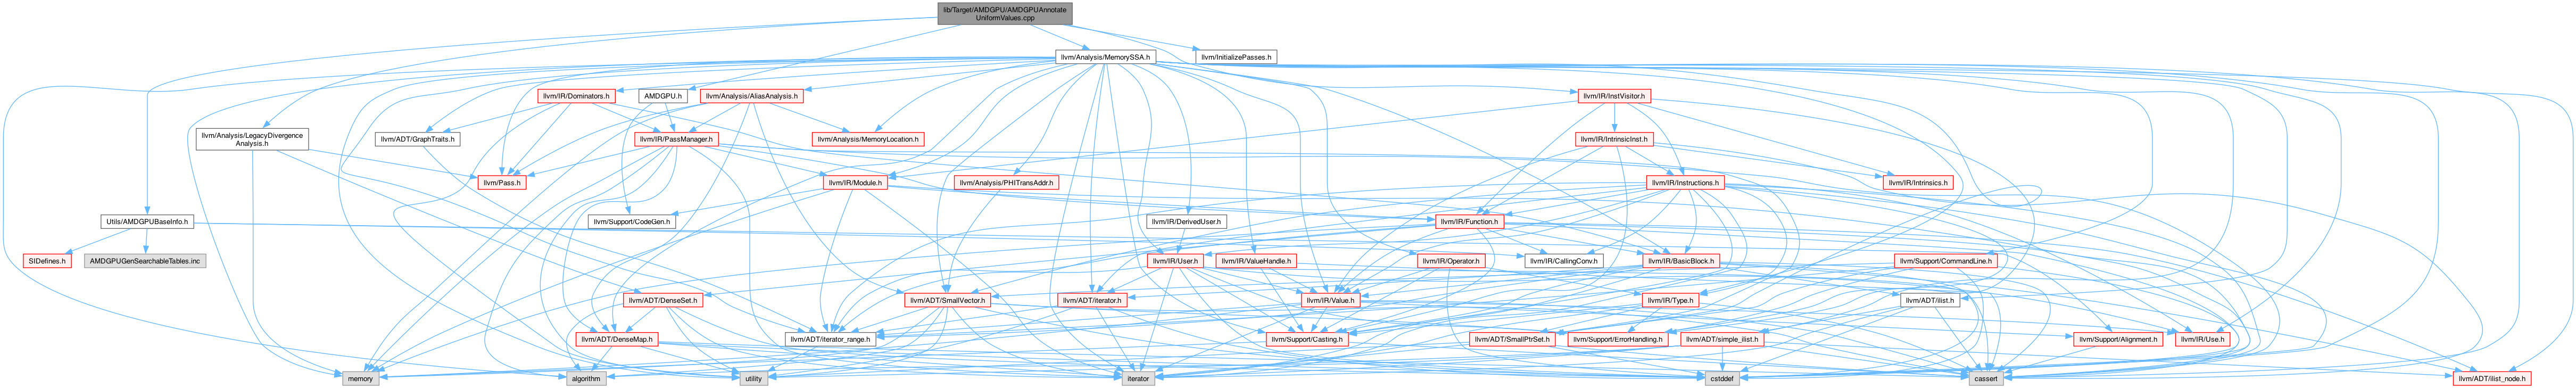 lib/Target/AMDGPU/AMDGPUAnnotate
UniformValues.cpp
llvm/Analysis/MemorySSA.h
llvm/InitializePasses.h
llvm/IR/Dominators.h
AMDGPU.h
llvm/Analysis/AliasAnalysis.h
llvm/IR/InstVisitor.h
llvm/Analysis/LegacyDivergence
Analysis.h
llvm/ADT/GraphTraits.h
llvm/IR/PassManager.h
llvm/Analysis/MemoryLocation.h
llvm/IR/IntrinsicInst.h
llvm/Pass.h
llvm/IR/Module.h
llvm/Analysis/PHITransAddr.h
llvm/IR/Instructions.h
llvm/IR/Intrinsics.h
Utils/AMDGPUBaseInfo.h
llvm/Support/CodeGen.h
llvm/IR/DerivedUser.h
llvm/IR/Function.h
SIDefines.h
AMDGPUGenSearchableTables.inc
llvm/IR/User.h
llvm/IR/ValueHandle.h
llvm/IR/Operator.h
llvm/IR/CallingConv.h
llvm/IR/BasicBlock.h
llvm/Support/CommandLine.h
llvm/ADT/DenseSet.h
llvm/ADT/SmallVector.h
llvm/ADT/iterator.h
llvm/IR/Value.h
llvm/IR/Type.h
llvm/ADT/ilist.h
llvm/ADT/DenseMap.h
llvm/ADT/iterator_range.h
llvm/Support/Casting.h
llvm/ADT/SmallPtrSet.h
llvm/Support/ErrorHandling.h
llvm/ADT/simple_ilist.h
llvm/Support/Alignment.h
llvm/IR/Use.h
memory
algorithm
utility
iterator
cstddef
cassert
llvm/ADT/ilist_node.h